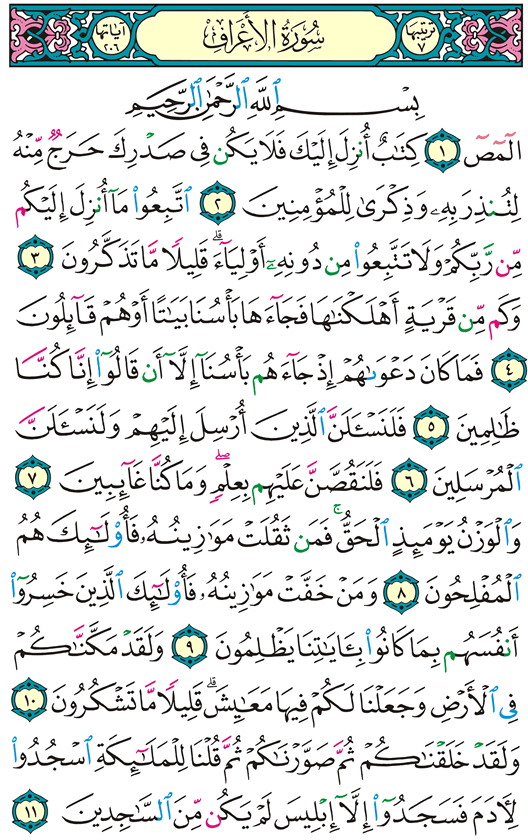 ترتيبها ٧ سُورَةُ الأَعْرَافِ آياتها ٢٠٦
بِسْمِ ٱللَّهِ ٱلرَّحْمَٰنِ ٱلرَّحِيمِ
الٓمٓصٓ ١ كِتَٰبٌ أُنزِلَ إِلَيْكَ فَلَا يَكُن فِى صَدْرِكَ حَرَجٌ مِّنْهُ
لِتُنذِرَ بِهِۦ وَذِكْرَىٰ لِلْمُؤْمِنِينَ ٢ ٱتَّبِعُوا۟ مَآ أُنزِلَ إِلَيْكُم
مِّن رَّبِّكُمْ وَلَا تَتَّبِعُوا۟ مِن دُونِهِۦٓ أَوْلِيَآءَ ۗ قَلِيلًا مَّا تَذَكَّرُونَ ٣
وَكَم مِّن قَرْيَةٍ أَهْلَكْنَٰهَا فَجَآءَهَا بَأْسُنَا بَيَٰتًا أَوْ هُمْ قَآئِلُونَ
٤ فَمَا كَانَ دَعْوَىٰهُمْ إِذْ جَآءَهُم بَأْسُنَآ إِلَّآ أَن قَالُوٓا۟ إِنَّا كُنَّا
ظَٰلِمِينَ ٥ فَلَنَسْـَٔلَنَّ ٱلَّذِينَ أُرْسِلَ إِلَيْهِمْ وَلَنَسْـَٔلَنَّ
ٱلْمُرْسَلِينَ ٦ فَلَنَقُصَّنَّ عَلَيْهِم بِعِلْمٍ ۖ وَمَا كُنَّا غَآئِبِينَ ٧
وَٱلْوَزْنُ يَوْمَئِذٍ ٱلْحَقُّ ۚ فَمَن ثَقُلَتْ مَوَٰزِينُهُۥ فَأُو۟لَٰٓئِكَ هُمُ
ٱلْمُفْلِحُونَ ٨ وَمَنْ خَفَّتْ مَوَٰزِينُهُۥ فَأُو۟لَٰٓئِكَ ٱلَّذِينَ خَسِرُوٓا۟
أَنفُسَهُم بِمَا كَانُوا۟ بِـَٔايَٰتِنَا يَظْلِمُونَ ٩ وَلَقَدْ مَكَّنَّٰكُمْ
فِى ٱلْأَرْضِ وَجَعَلْنَا لَكُمْ فِيهَا مَعَٰيِشَ ۗ قَلِيلًا مَّا تَشْكُرُونَ ١٠
وَلَقَدْ خَلَقْنَٰكُمْ ثُمَّ صَوَّرْنَٰكُمْ ثُمَّ قُلْنَا لِلْمَلَٰٓئِكَةِ ٱسْجُدُوا۟
لِءَادَمَ فَسَجَدُوٓا۟ إِلَّآ إِبْلِيسَ لَمْ يَكُن مِّنَ ٱلسَّٰجِدِينَ ١١